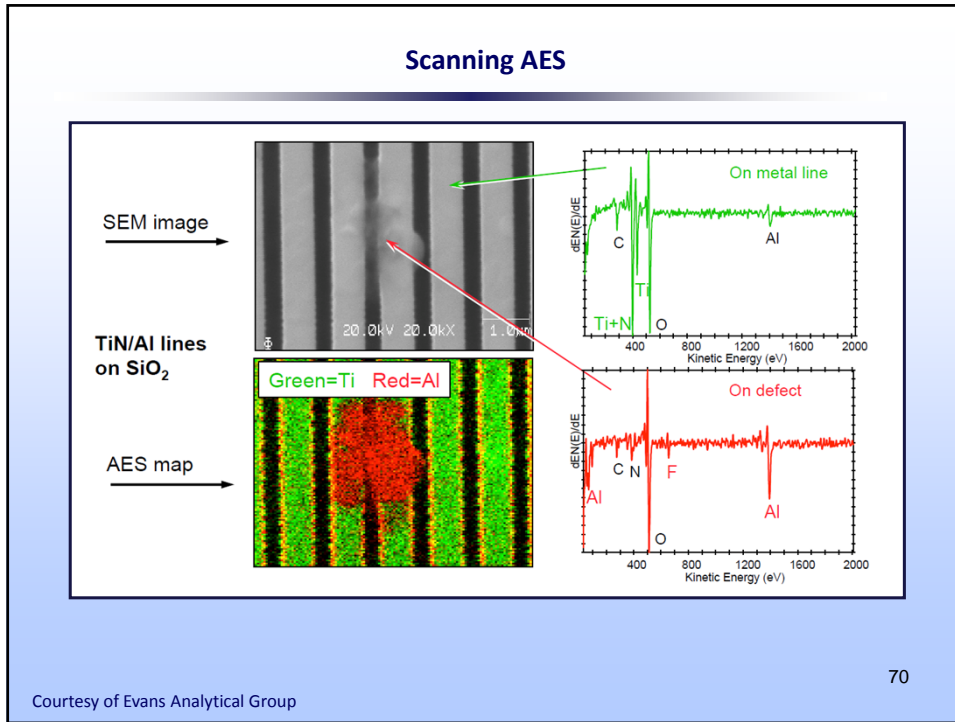 Scanning AES
SEM image
20.0kV 20.0kX 1.0µm
TiN/Al lines
on SiO₂
Green=Ti Red=Al
AES map
On metal line
dEN(E)/dE
C
Al
Ti
Ti+N
O
400 800 1200 1600 2000
Kinetic Energy (eV)
On defect
dEN(E)/dE
C
N
F
Al
Al
O
400 800 1200 1600 2000
Kinetic Energy (eV)
70
Courtesy of Evans Analytical Group